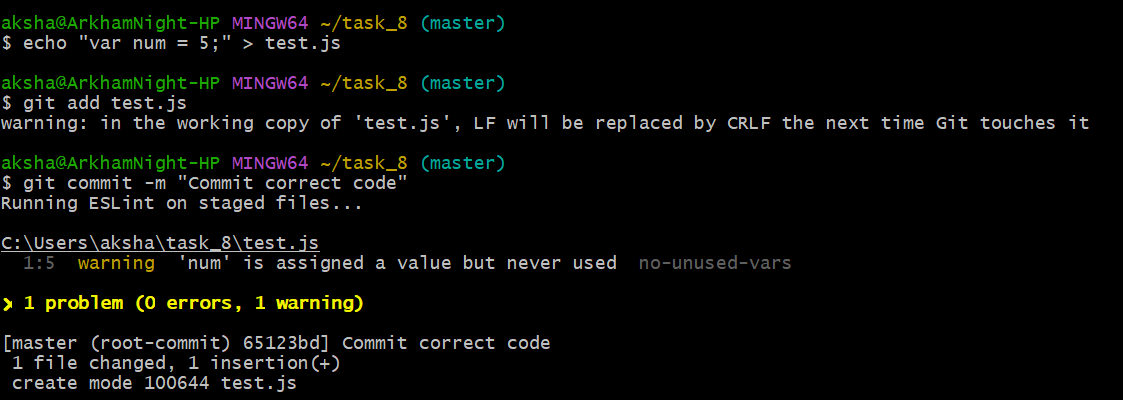 aksha@ArkhamNight-HP MINGW64 ~/task_8 (master)
$ echo "var num = 5;" > test.js
aksha@ArkhamNight-HP MINGW64 ~/task_8 (master)
$ git add test.js
warning: in the working copy of 'test.js', LF will be replaced by CRLF the next time Git touches it
aksha@ArkhamNight-HP MINGW64 ~/task_8 (master)
$ git commit -m "Commit correct code"
Running ESLint on staged files...
C:\Users\aksha\task_8\test.js
  1:5  warning  'num' is assigned a value but never used  no-unused-vars
✖ 1 problem (0 errors, 1 warning)
[master (root-commit) 65123bd] Commit correct code
 1 file changed, 1 insertion(+)
 create mode 100644 test.js